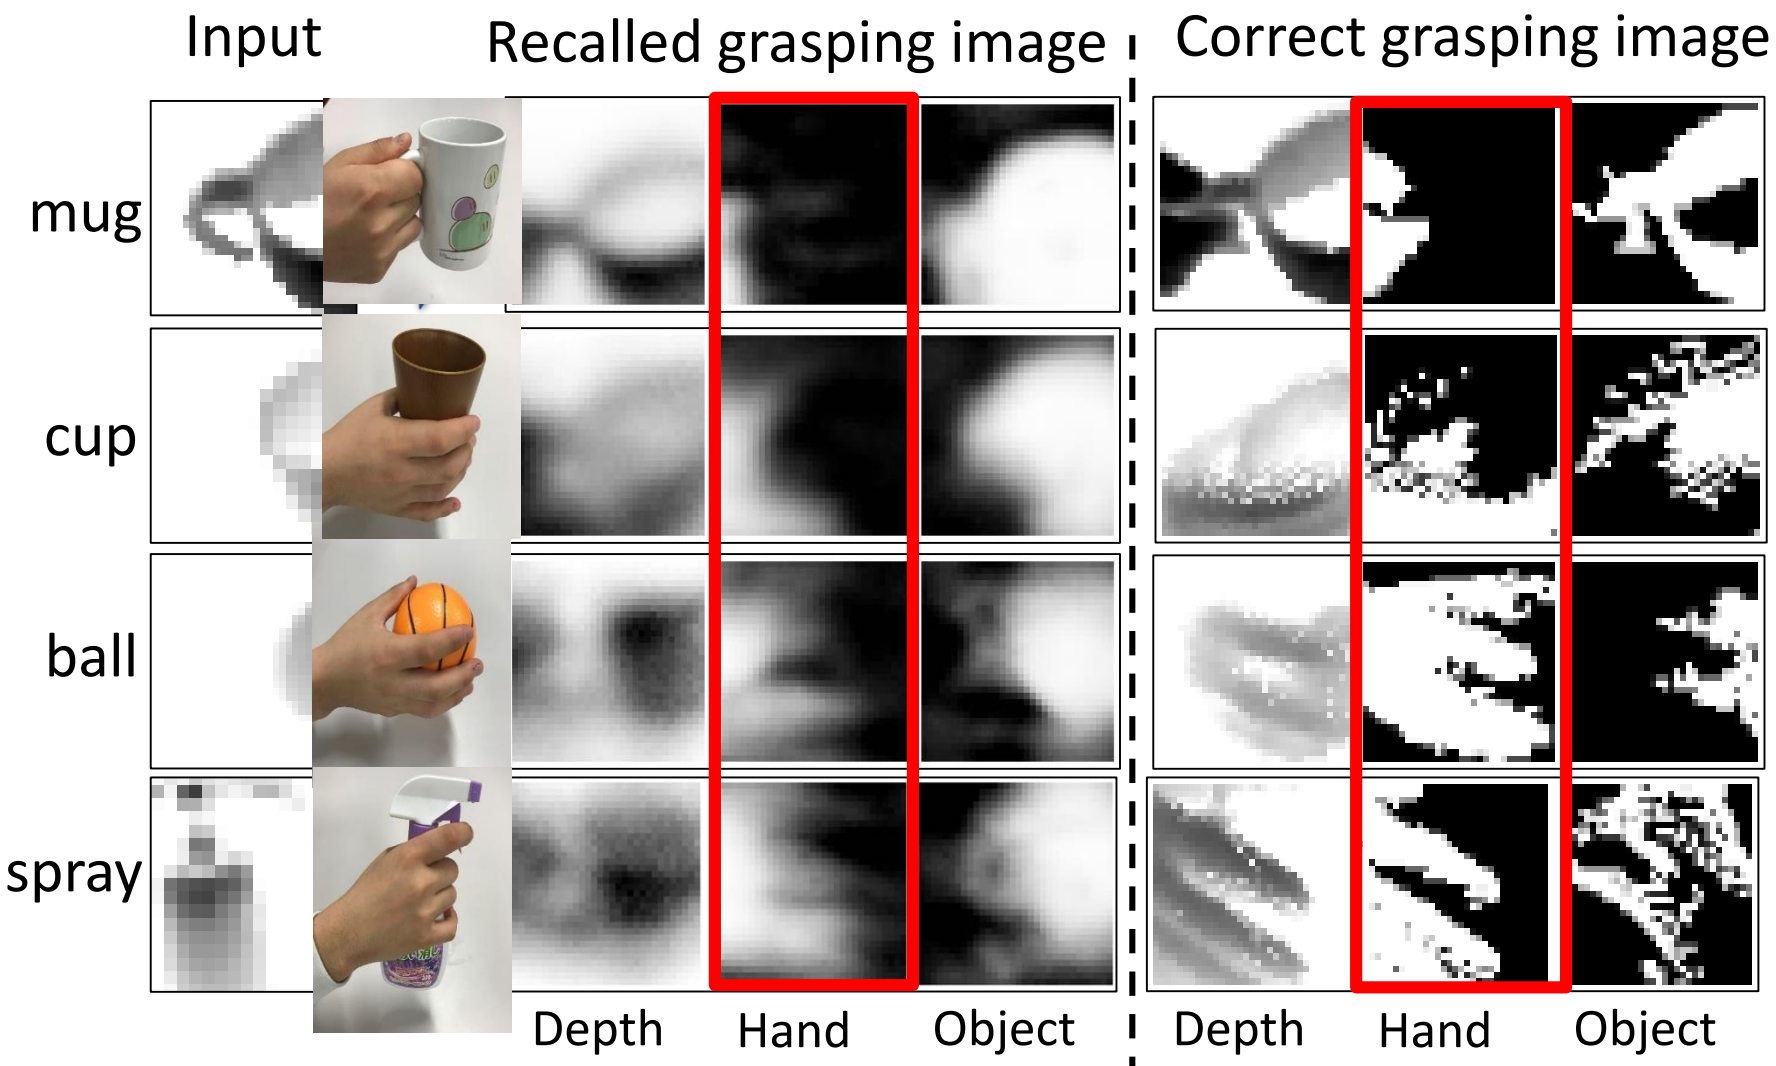 Input
Recalled grasping image
Correct grasping image
mug
cup
ball
spray
Depth
Hand
Object
Depth
Hand
Object